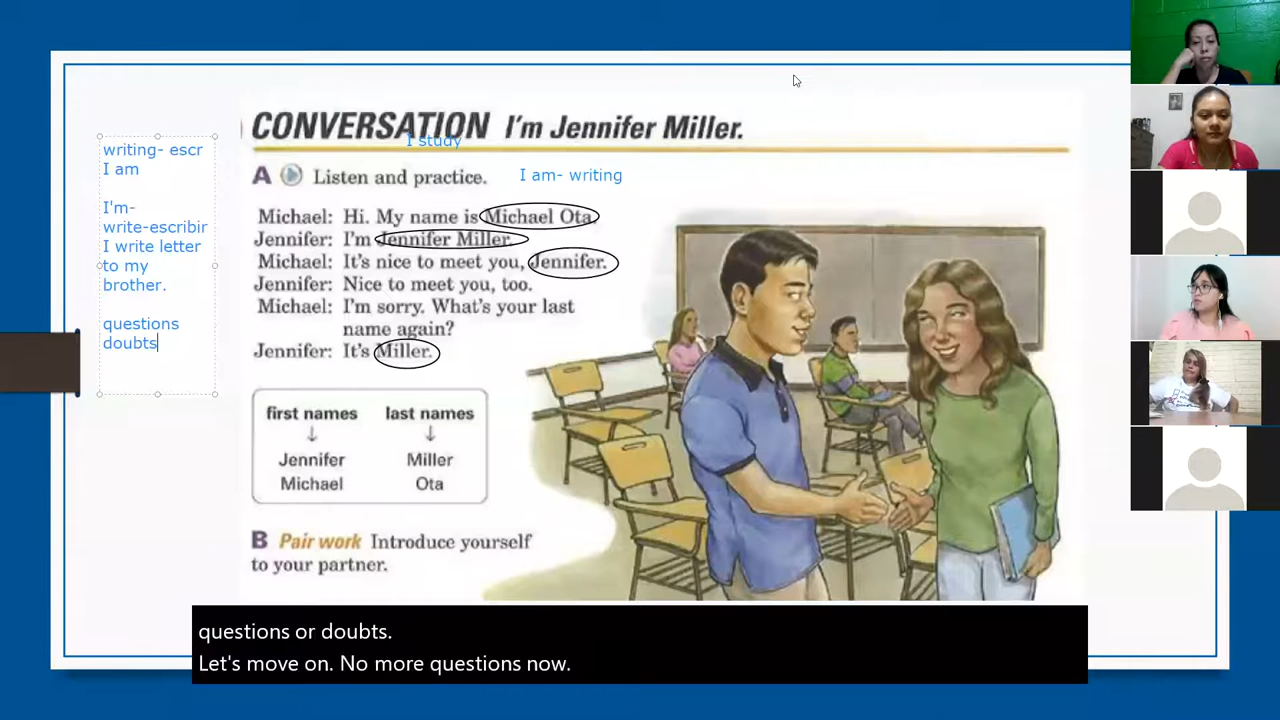 CONVERSATION I'm Jennifer Miller.
I study
A Listen and practice.
I am- writing
Michael: Hi. My name is Michael Ota.
Jennifer: I'm Jennifer Miller.
Michael: It's nice to meet you, Jennifer.
Jennifer: Nice to meet you, too.
Michael: I'm sorry. What's your last
name again?
Jennifer: It's Miller.
first names last names
Jennifer Miller
Michael Ota
B Pair work Introduce yourself
to your partner.
writing- escr
I am
I'm-
write-escribir
I write letter
to my
brother.
questions
doubts
questions or doubts.
Let's move on. No more questions now.